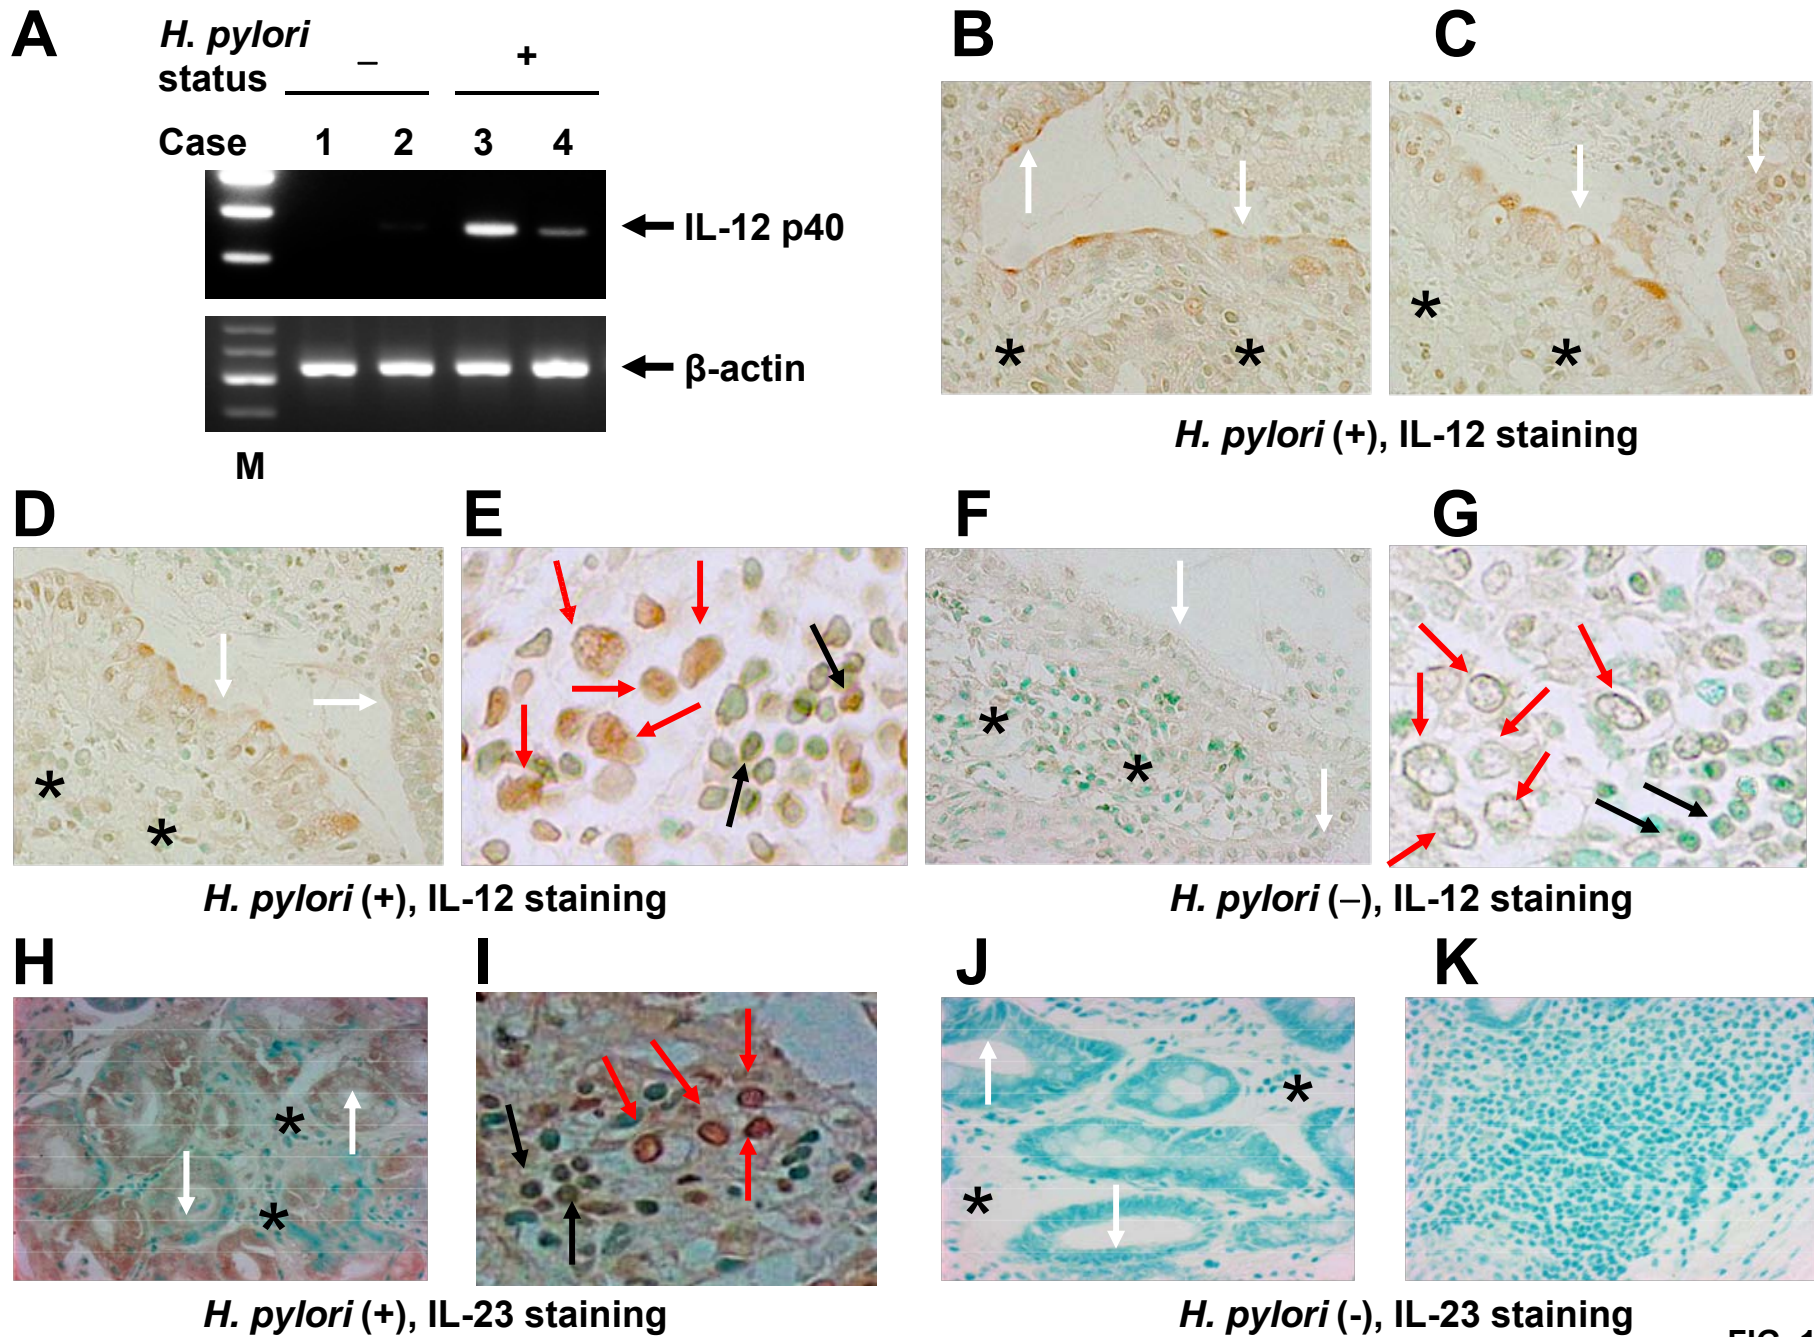 A
H. pylori
status
–
+
Case
1
2
3
4
IL-12 p40
β-actin
M
B
C
*
*
*
*
H. pylori (+), IL-12 staining
D
E
*
*
H. pylori (+), IL-12 staining
F
G
*
*
H. pylori (–), IL-12 staining
H
I
*
*
H. pylori (+), IL-23 staining
J
K
*
*
H. pylori (-), IL-23 staining